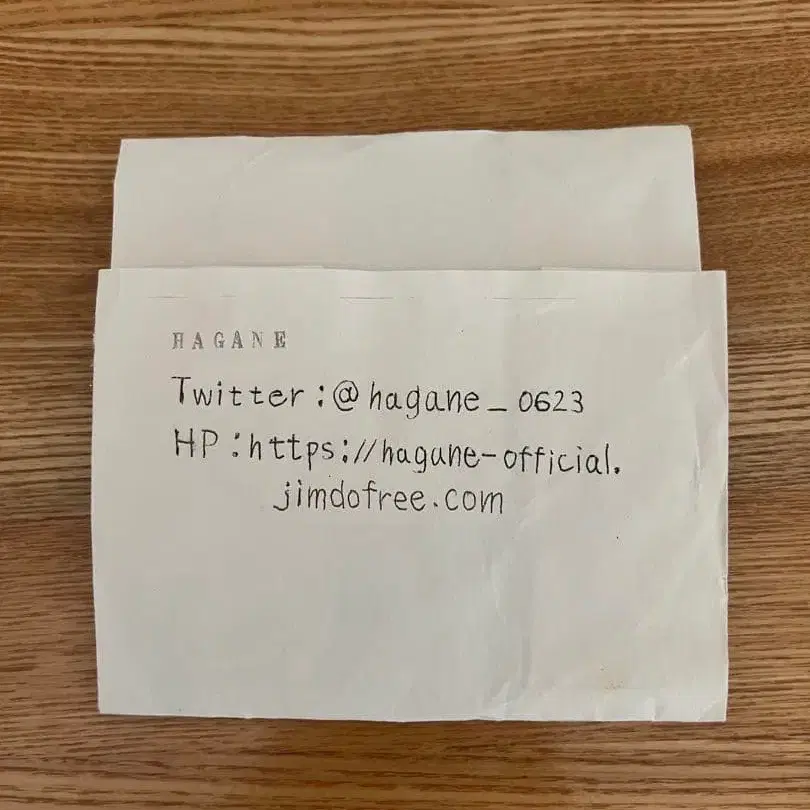 HAGANE
Twitter:@hagane_0623
HP:https://hagane-official.
jimdofree.com